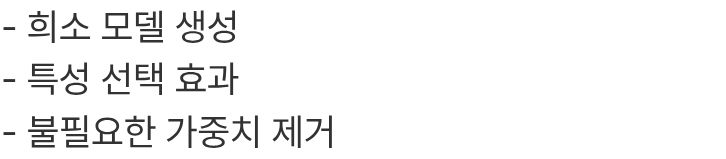 - 희소 모델 생성
- 특성 선택 효과
- 불필요한 가중치 제거